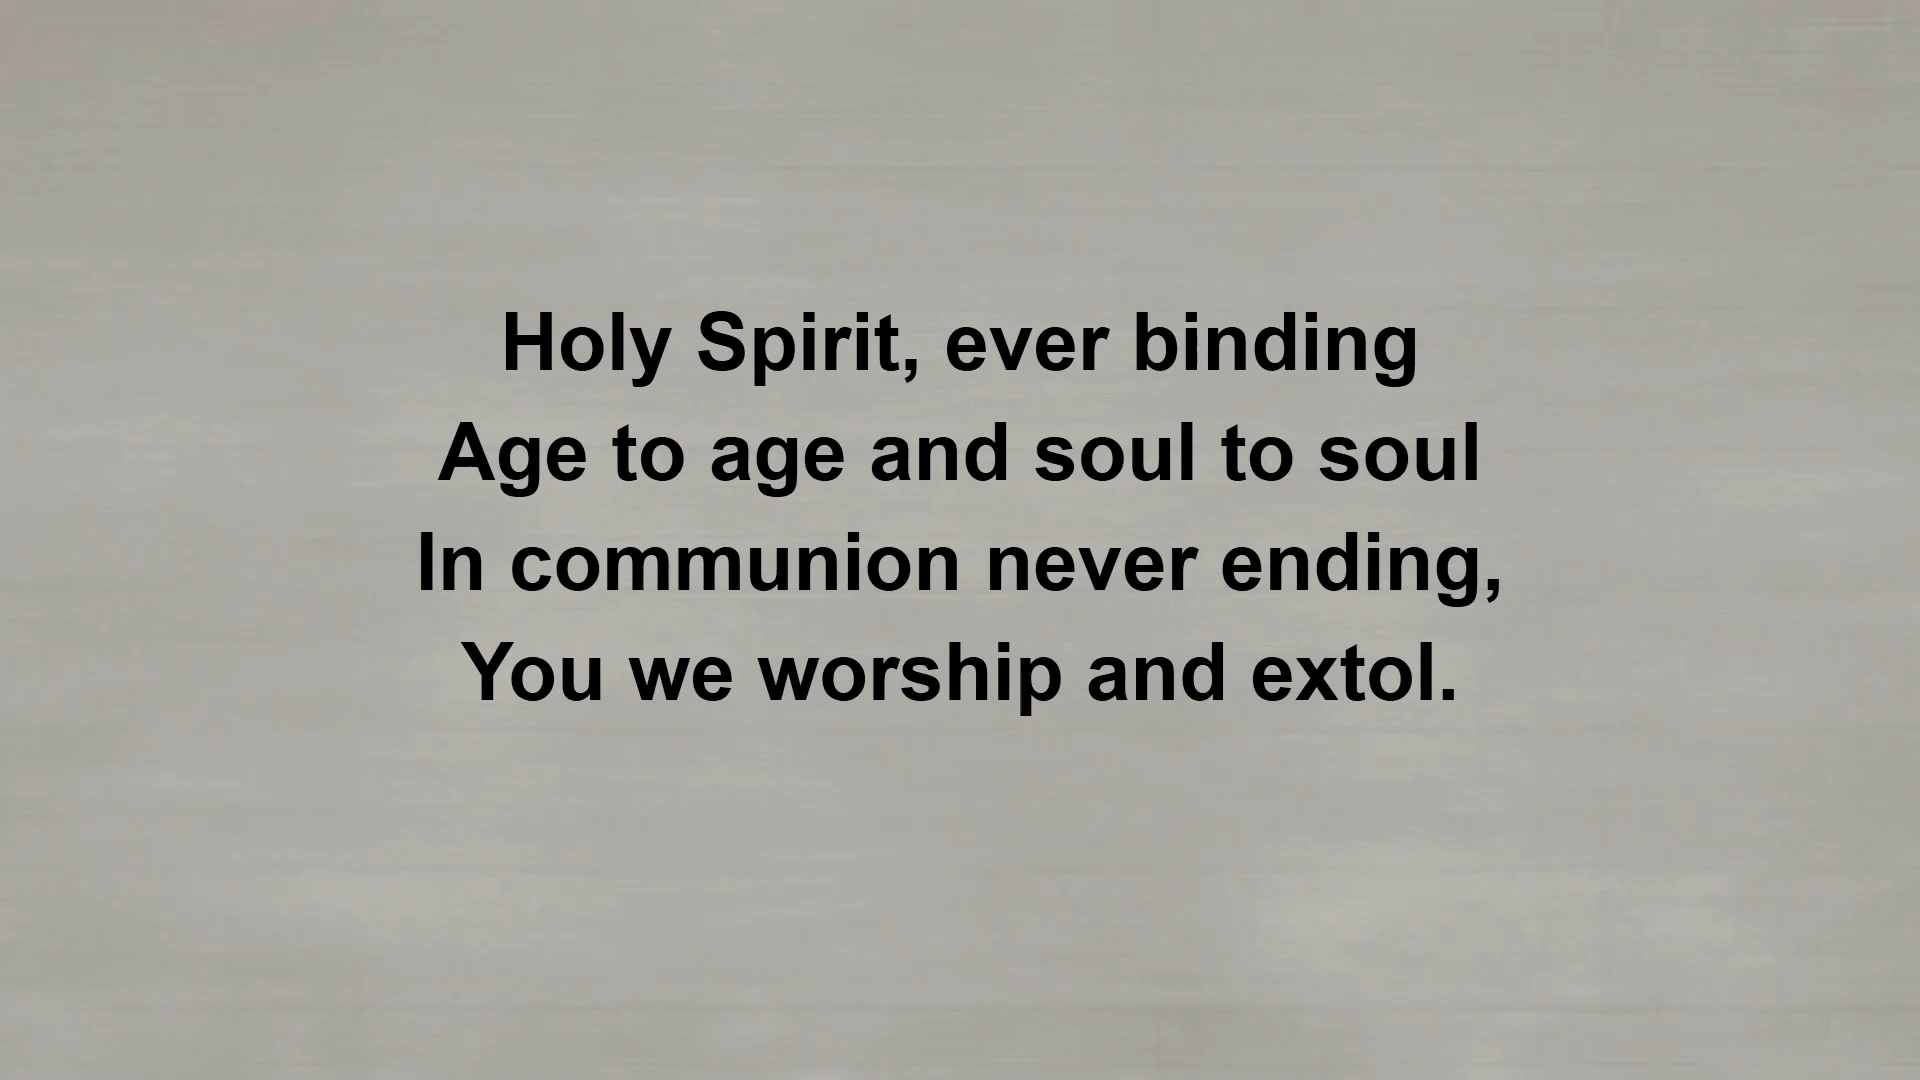 Holy Spirit, ever binding
Age to age and soul to soul
In communion never ending,
You we worship and extol.